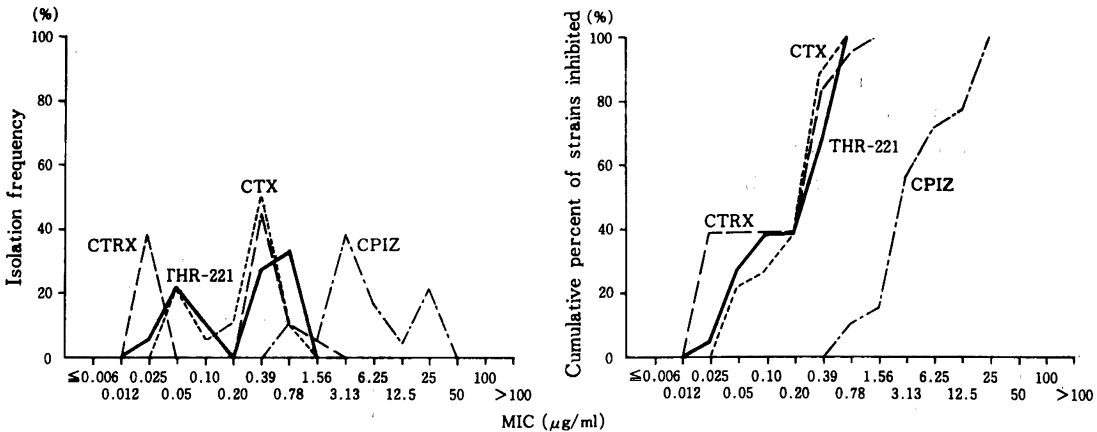 (%)
100
80
60
40
20
0
Isolation frequency
CTRX
THR-221
CTX
CPIZ
≦0.006 0.025 0.10 0.39 1.56 6.25 25 100
0.012 0.05 0.20 0.78 3.13 12.5 50 >100
(%)
100
80
60
40
20
0
Cumulative percent of strains inhibited
CTX
THR-221
CTRX
CPIZ
≦0.006 0.025 0.10 0.39 1.56 6.25 25 100
0.012 0.05 0.20 0.78 3.13 12.5 50 >100
MIC (μg/ml)